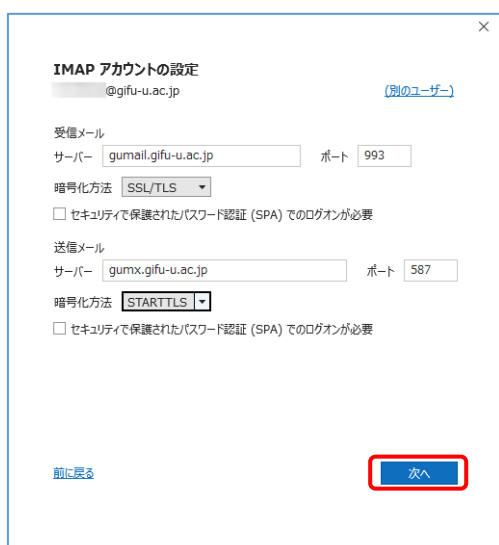 IMAP アカウントの設定
@gifu-u.ac.jp (別のユーザー)
受信メール
サーバー gumail.gifu-u.ac.jp ポート 993
暗号化方法 SSL/TLS
セキュリティで保護されたパスワード認証 (SPA) でのログオンが必要
送信メール
サーバー gumx.gifu-u.ac.jp ポート 587
暗号化方法 STARTTLS
セキュリティで保護されたパスワード認証 (SPA) でのログオンが必要
前に戻る 次へ